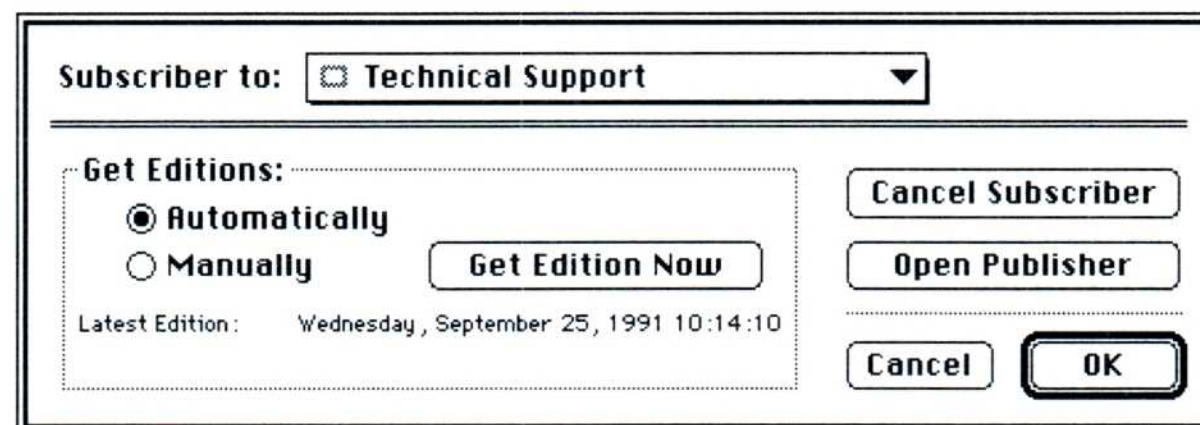 Subscriber to: Technical Support
Get Editions:
Automatically
Manually
Get Edition Now
Latest Edition: Wednesday, September 25, 1991 10:14:10
Cancel Subscriber
Open Publisher
Cancel
OK